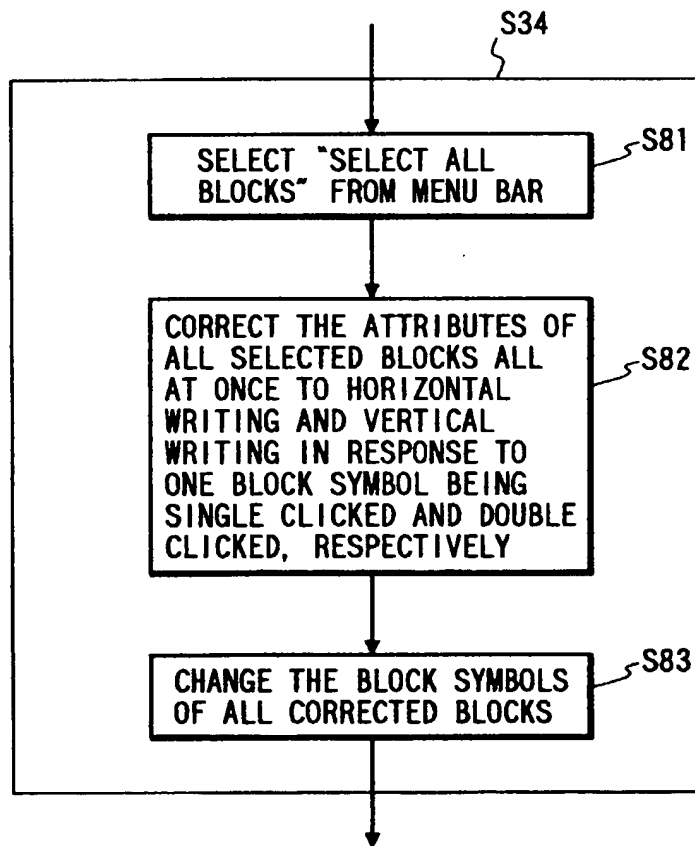 S34
S81
SELECT "SELECT ALL
BLOCKS" FROM MENU BAR
S82
CORRECT THE ATTRIBUTES OF
ALL SELECTED BLOCKS ALL
AT ONCE TO HORIZONTAL
WRITING AND VERTICAL
WRITING IN RESPONSE TO
ONE BLOCK SYMBOL BEING
SINGLE CLICKED AND DOUBLE
CLICKED, RESPECTIVELY
S83
CHANGE THE BLOCK SYMBOLS
OF ALL CORRECTED BLOCKS